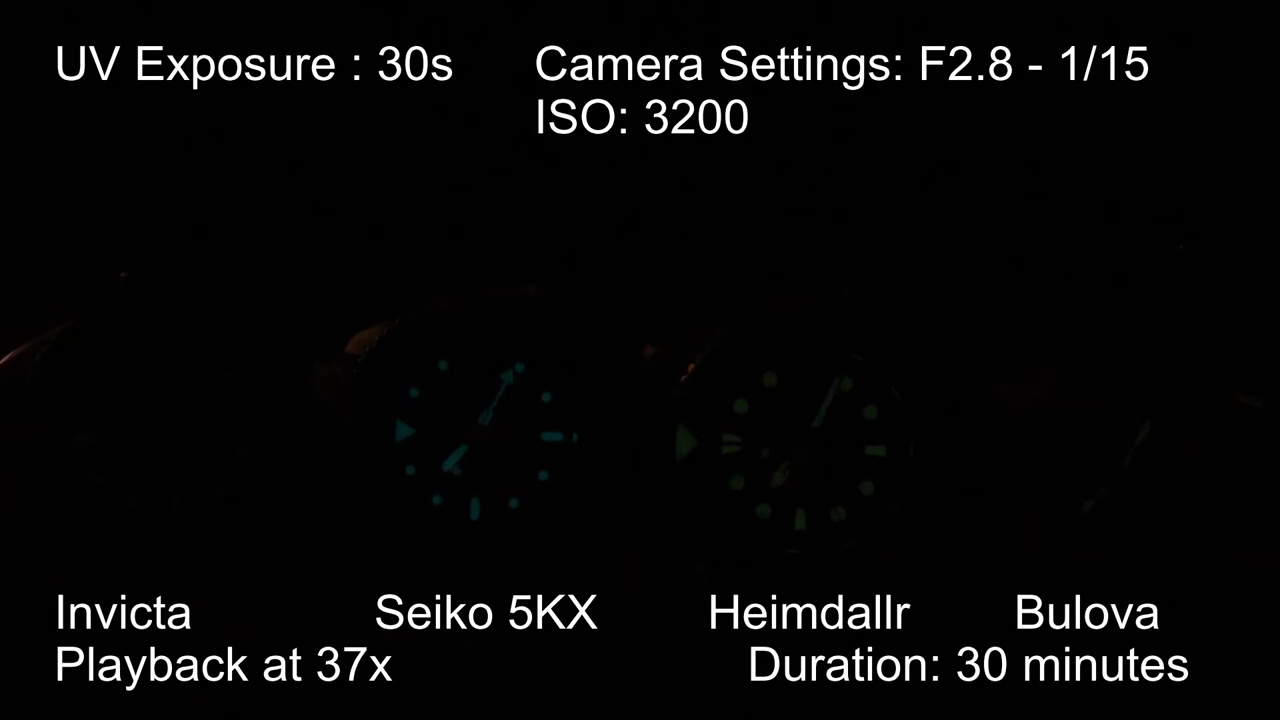 UV Exposure : 30s
Camera Settings: F2.8 - 1/15
ISO: 3200
Invicta
Seiko 5KX
Heimdallr
Bulova
Playback at 37x
Duration: 30 minutes